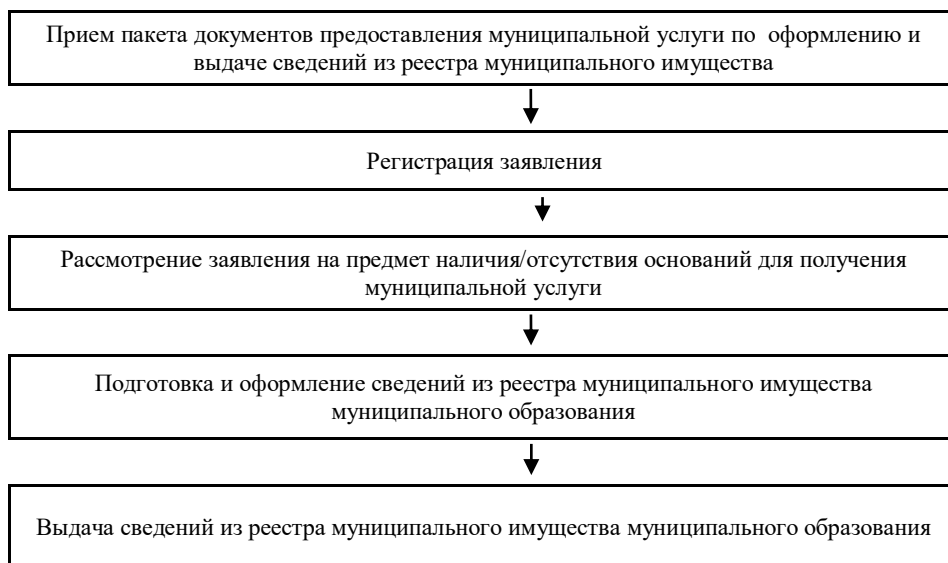 Прием пакета документов предоставления муниципальной услуги по  оформлению и
выдаче сведений из реестра муниципального имущества
Регистрация заявления
Рассмотрение заявления на предмет наличия/отсутствия оснований для получения
муниципальной услуги
Подготовка и оформление сведений из реестра муниципального имущества
муниципального образования
Выдача сведений из реестра муниципального имущества муниципального образования